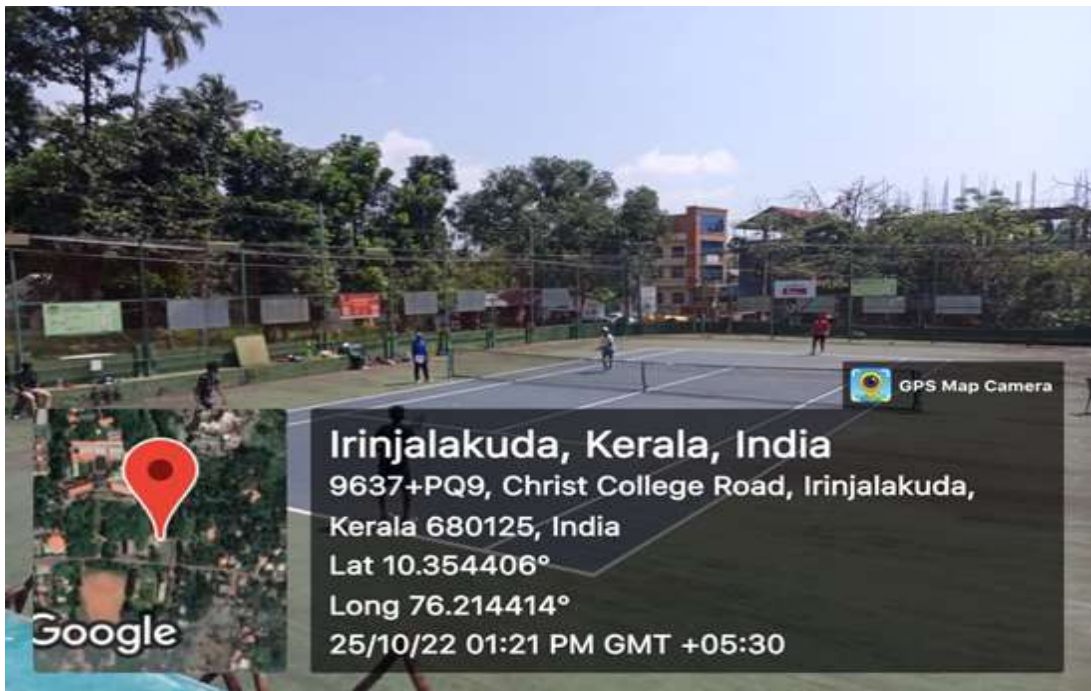 GPS Map Camera
Irinjalakuda, Kerala, India
9637+PQ9, Christ College Road, Irinjalakuda,
Kerala 680125, India
Lat 10.354406°
Long 76.214414°
25/10/22 01:21 PM GMT +05:30
Google